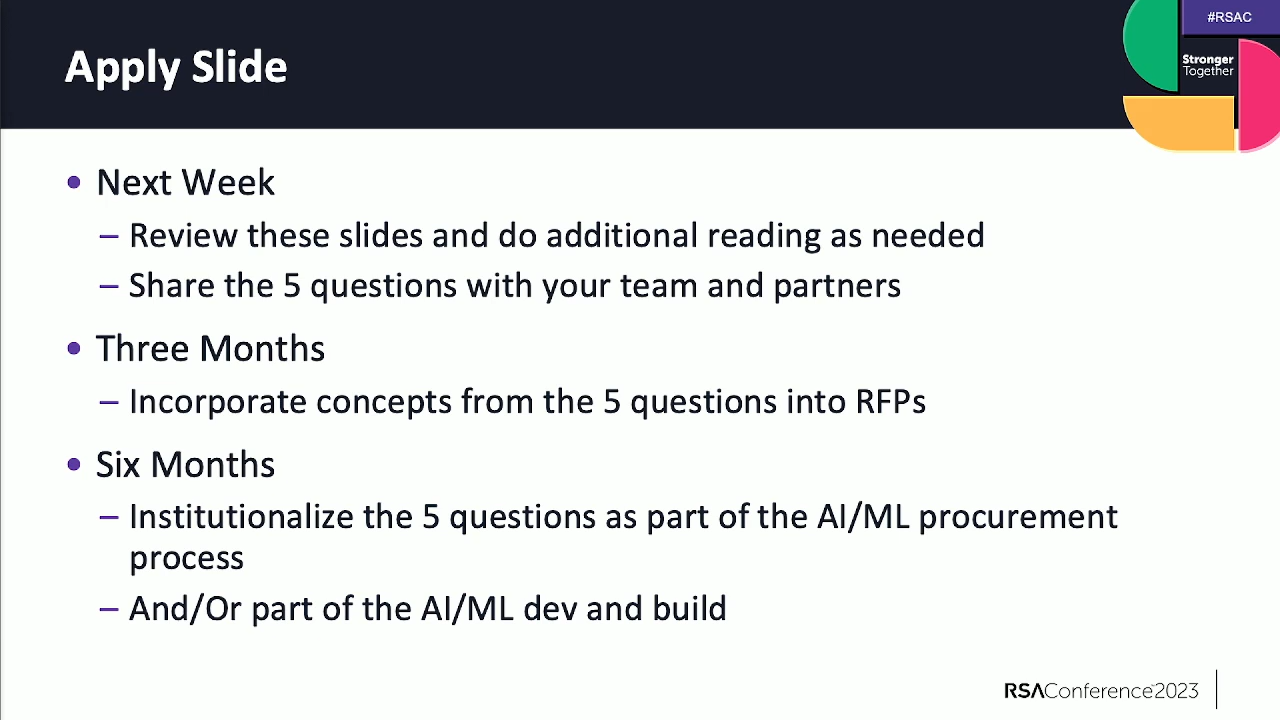 #RSAC
Apply Slide
Stronger
Together
• Next Week
– Review these slides and do additional reading as needed
– Share the 5 questions with your team and partners
• Three Months
– Incorporate concepts from the 5 questions into RFPs
• Six Months
– Institutionalize the 5 questions as part of the AI/ML procurement
process
– And/Or part of the AI/ML dev and build
RSAConference™2023